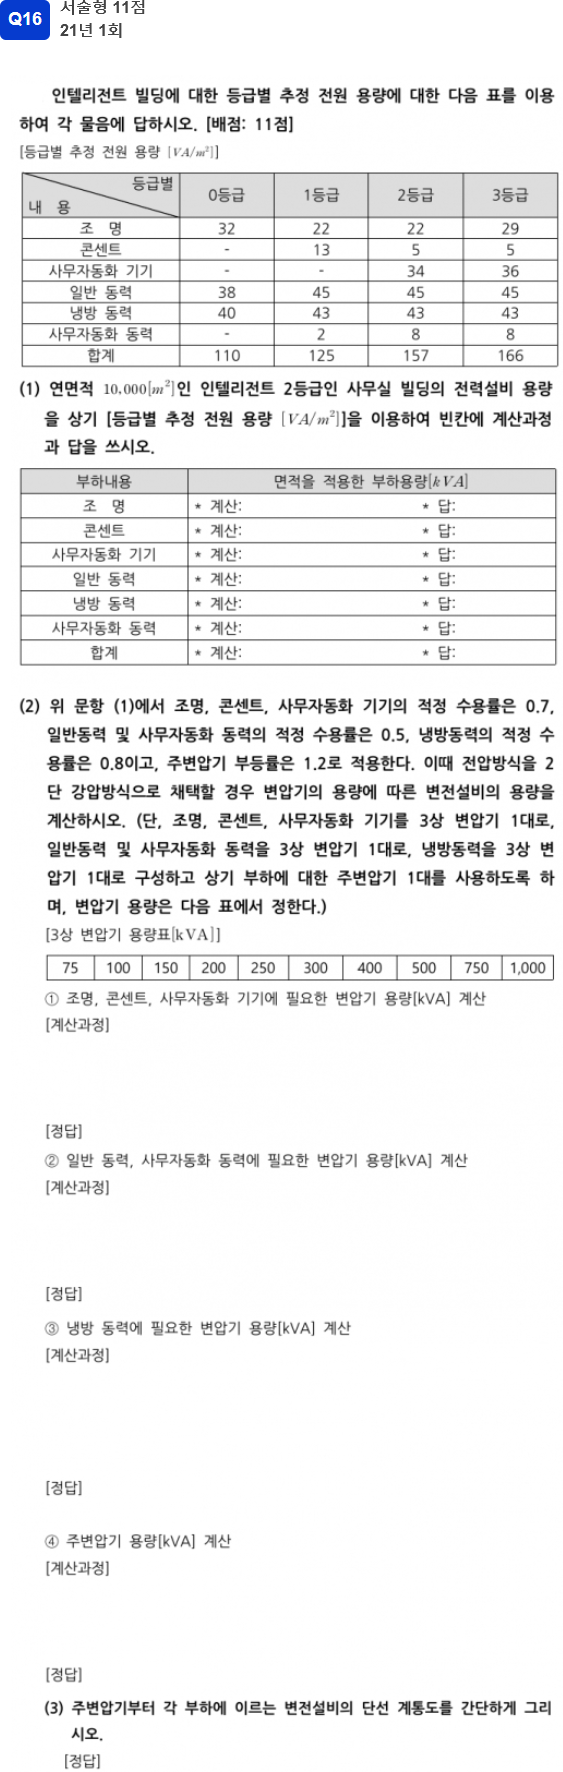 Q16
서술형 11점
21년 1회
인텔리전트 빌딩에 대한 등급별 추정 전원 용량에 대한 다음 표를 이용
하여 각 물음에 답하시오. [배점: 11점]
[등급별 추정 전원 용량 [VA/m²]]
등급별
내 용 0등급 1등급 2등급 3등급
조 명 32 22 22 29
콘센트 - 13 5 5
사무자동화 기기 - - 34 36
일반 동력 38 45 45 45
냉방 동력 40 43 43 43
사무자동화 동력 - 2 8 8
합계 110 125 157 166
(1) 연면적 10,000[m²]인 인텔리전트 2등급인 사무실 빌딩의 전력설비 용량
을 상기 [등급별 추정 전원 용량 [VA/m²]]을 이용하여 빈칸에 계산과정
과 답을 쓰시오.
부하내용 면적을 적용한 부하용량[kVA]
조 명 * 계산: * 답:
콘센트 * 계산: * 답:
사무자동화 기기 * 계산: * 답:
일반 동력 * 계산: * 답:
냉방 동력 * 계산: * 답:
사무자동화 동력 * 계산: * 답:
합계 * 계산: * 답:
(2) 위 문항 (1)에서 조명, 콘센트, 사무자동화 기기의 적정 수용률은 0.7,
일반동력 및 사무자동화 동력의 적정 수용률은 0.5, 냉방동력의 적정 수
용률은 0.8이고, 주변압기 부등률은 1.2로 적용한다. 이때 전압방식을 2
단 강압방식으로 채택할 경우 변압기의 용량에 따른 변전설비의 용량을
계산하시오. (단, 조명, 콘센트, 사무자동화 기기를 3상 변압기 1대로,
일반동력 및 사무자동화 동력을 3상 변압기 1대로, 냉방동력을 3상 변
압기 1대로 구성하고 상기 부하에 대한 주변압기 1대를 사용하도록 하
며, 변압기 용량은 다음 표에서 정한다.)
[3상 변압기 용량표[kVA]]
75 100 150 200 250 300 400 500 750 1,000
① 조명, 콘센트, 사무자동화 기기에 필요한 변압기 용량[kVA] 계산
[계산과정]
[정답]
② 일반 동력, 사무자동화 동력에 필요한 변압기 용량[kVA] 계산
[계산과정]
[정답]
③ 냉방 동력에 필요한 변압기 용량[kVA] 계산
[계산과정]
[정답]
④ 주변압기 용량[kVA] 계산
[계산과정]
[정답]
(3) 주변압기부터 각 부하에 이르는 변전설비의 단선 계통도를 간단하게 그리
시오.
[정답]